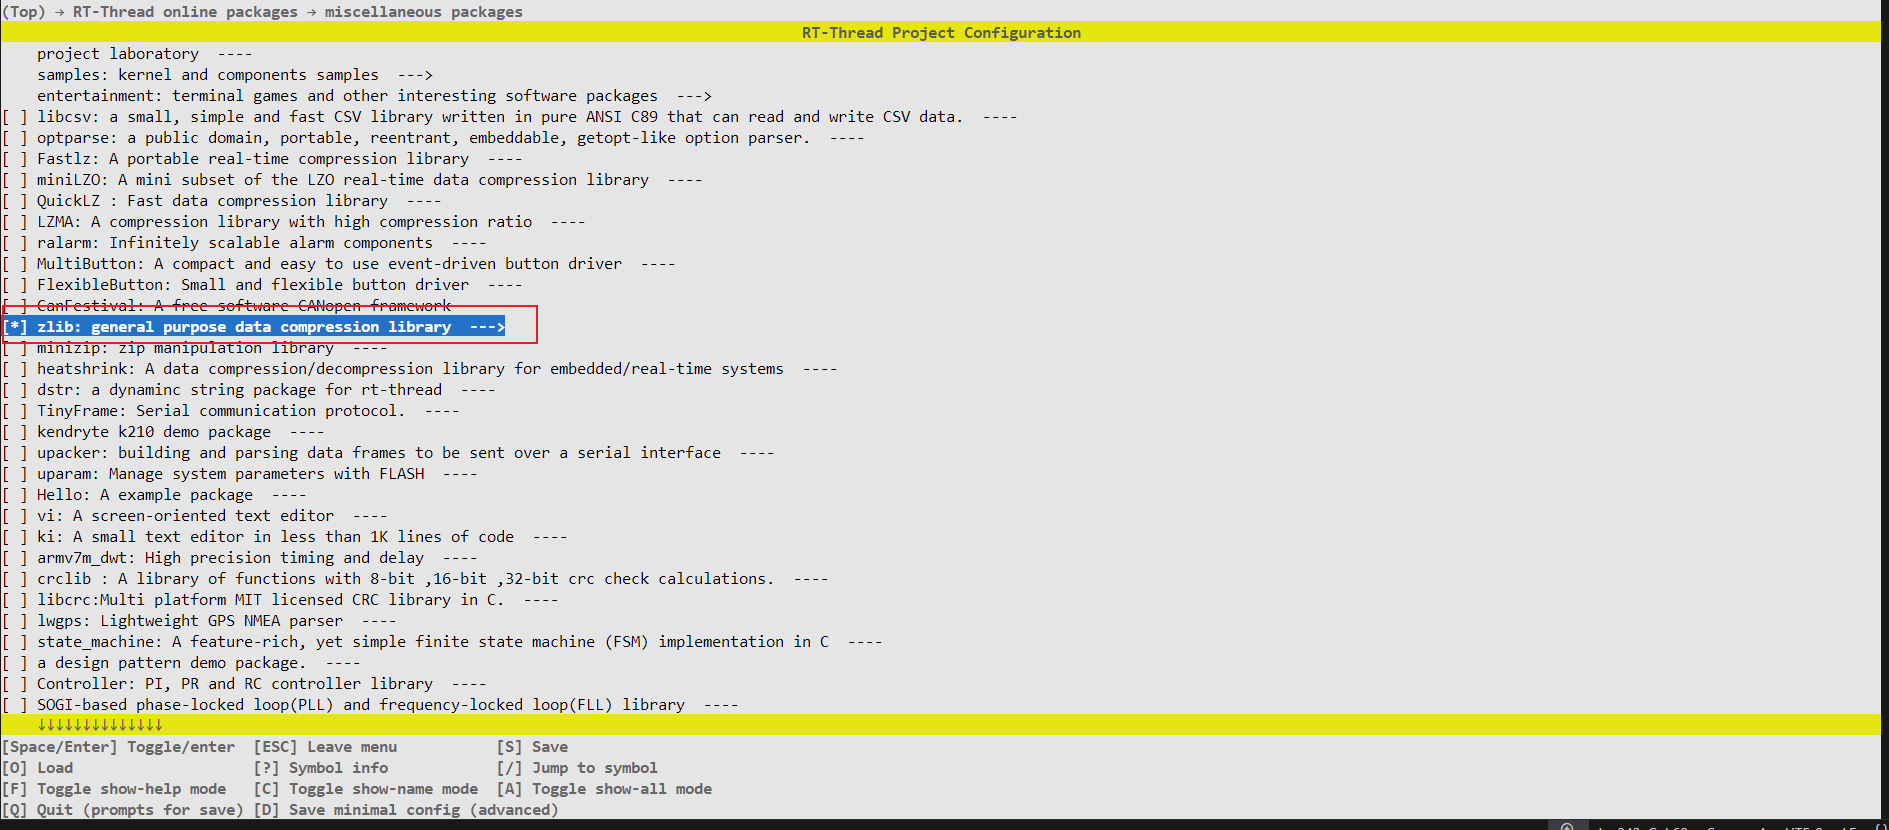 (Top) → RT-Thread online packages → miscellaneous packages
RT-Thread Project Configuration
project laboratory ----
samples: kernel and components samples --->
entertainment: terminal games and other interesting software packages --->
[ ] libcsv: a small, simple and fast CSV library written in pure ANSI C89 that can read and write CSV data. ----
[ ] optparse: a public domain, portable, reentrant, embeddable, getopt-like option parser. ----
[ ] Fastlz: A portable real-time compression library ----
[ ] miniLZO: A mini subset of the LZO real-time data compression library ----
[ ] QuickLZ : Fast data compression library ----
[ ] LZMA: A compression library with high compression ratio ----
[ ] ralarm: Infinitely scalable alarm components ----
[ ] MultiButton: A compact and easy to use event-driven button driver ----
[ ] FlexibleButton: Small and flexible button driver ----
[ ] CanFestival: A free software CANopen framework
[*] zlib: general purpose data compression library --->
[ ] minizip: zip manipulation library ----
[ ] heatshrink: A data compression/decompression library for embedded/real-time systems ----
[ ] dstr: a dynaminc string package for rt-thread ----
[ ] TinyFrame: Serial communication protocol. ----
[ ] kendryte k210 demo package ----
[ ] upacker: building and parsing data frames to be sent over a serial interface ----
[ ] uparam: Manage system parameters with FLASH ----
[ ] Hello: A example package ----
[ ] vi: A screen-oriented text editor ----
[ ] ki: A small text editor in less than 1K lines of code ----
[ ] armv7m_dwt: High precision timing and delay ----
[ ] crclib : A library of functions with 8-bit ,16-bit ,32-bit crc check calculations. ----
[ ] libcrc:Multi platform MIT licensed CRC library in C. ----
[ ] lwgps: Lightweight GPS NMEA parser ----
[ ] state_machine: A feature-rich, yet simple finite state machine (FSM) implementation in C ----
[ ] a design pattern demo package. ----
[ ] Controller: PI, PR and RC controller library ----
[ ] SOGI-based phase-locked loop(PLL) and frequency-locked loop(FLL) library ----
↓↓↓↓↓↓↓↓↓↓↓↓↓↓
[Space/Enter] Toggle/enter [ESC] Leave menu [S] Save
[O] Load [?] Symbol info [/] Jump to symbol
[F] Toggle show-help mode [C] Toggle show-name mode [A] Toggle show-all mode
[Q] Quit (prompts for save) [D] Save minimal config (advanced)